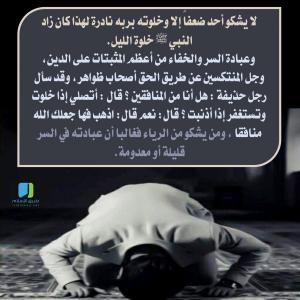 لا يشكو أحد ضعفاً إلا وخلوته بربه نادرة لهذا كان زاد
النبي ﷺ خلوة الليل.
وعبادة السر والخفاء من أعظم المثبتات على الدين،
وجل المنتكسين عن طريق الحق أصحاب ظواهر، وقد سأل
رجل حذيفة : هل أنا من المنافقين ؟ قال : أتصلي إذا خلوت
وتستغفر إذا أذنبت ؟ قال : نعم قال : اذهب فما جعلك الله
منافقا ، ومن يشكو من الرياء فغالبا أن عبادته في السر
قليلة أو معدومة.
طريق الإسلام